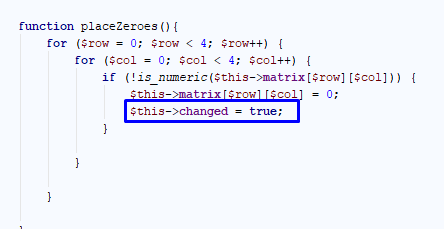 function placeZeroes(){
for ($row = 0; $row < 4; $row++) {
for ($col = 0; $col < 4; $col++) {
if (!is_numeric($this->matrix[$row][$col])) {
$this->matrix[$row][$col] = 0;
$this->changed = true;
}
}
}
}